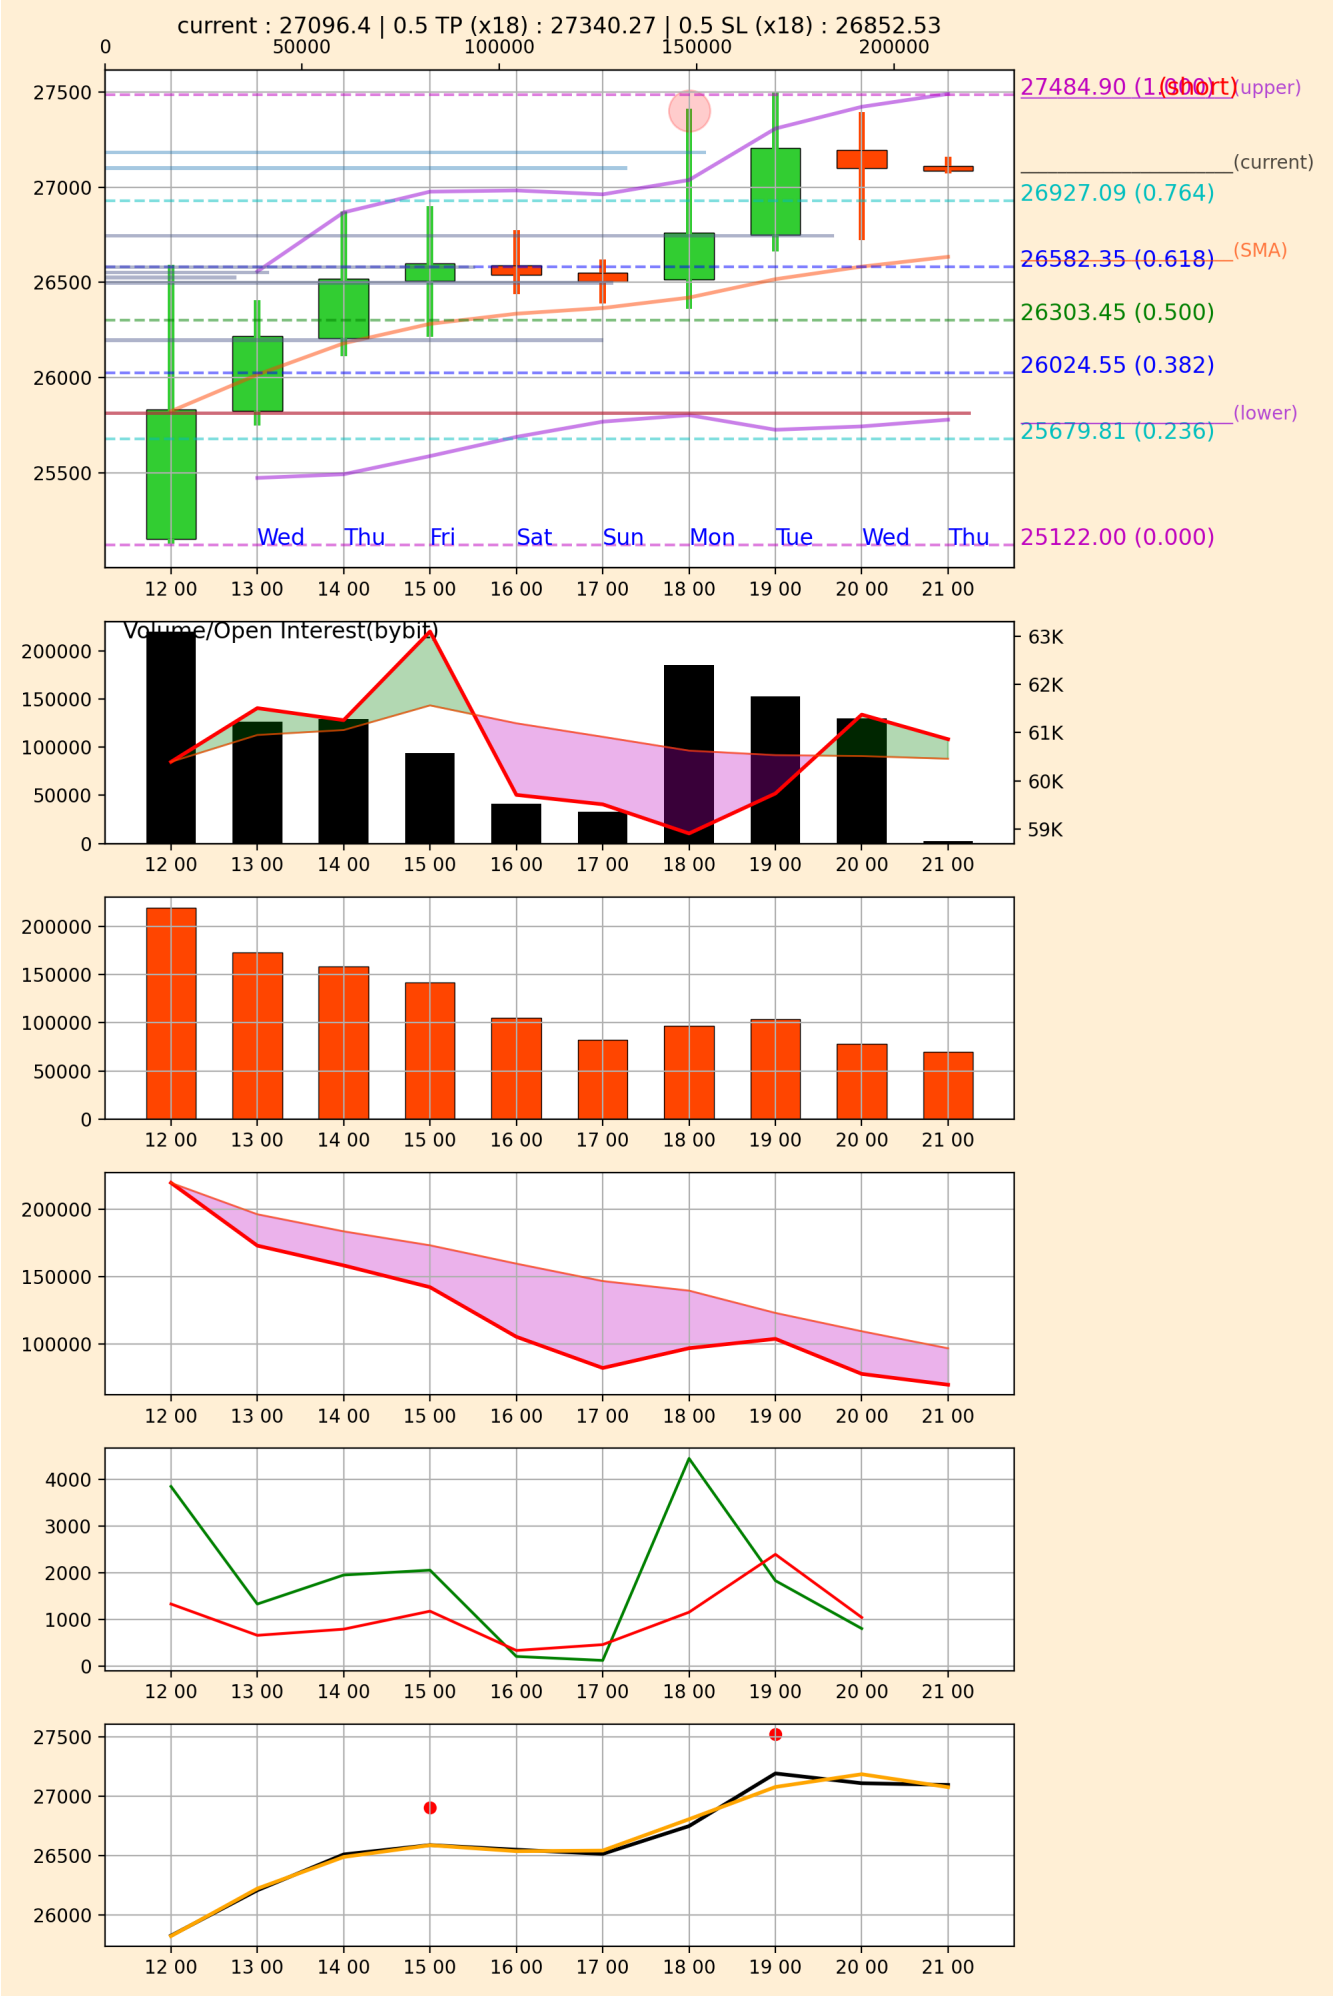 current : 27096.4 | 0.5 TP (x18) : 27340.27 | 0.5 SL (x18) : 26852.53
0 50000 100000 150000 200000
27500
27000
26500
26000
25500
27484.90 (1.000)
(short)
(upper)
(current)
26927.09 (0.764)
(SMA)
26582.35 (0.618)
26303.45 (0.500)
26024.55 (0.382)
(lower)
25679.81 (0.236)
25122.00 (0.000)
Wed Thu Fri Sat Sun Mon Tue Wed Thu
12 00 13 00 14 00 15 00 16 00 17 00 18 00 19 00 20 00 21 00
Volume/Open Interest(bybit)
200000
150000
100000
50000
0
63K
62K
61K
60K
59K
12 00 13 00 14 00 15 00 16 00 17 00 18 00 19 00 20 00 21 00
200000
150000
100000
50000
0
12 00 13 00 14 00 15 00 16 00 17 00 18 00 19 00 20 00 21 00
200000
150000
100000
12 00 13 00 14 00 15 00 16 00 17 00 18 00 19 00 20 00 21 00
4000
3000
2000
1000
0
12 00 13 00 14 00 15 00 16 00 17 00 18 00 19 00 20 00 21 00
27500
27000
26500
26000
12 00 13 00 14 00 15 00 16 00 17 00 18 00 19 00 20 00 21 00